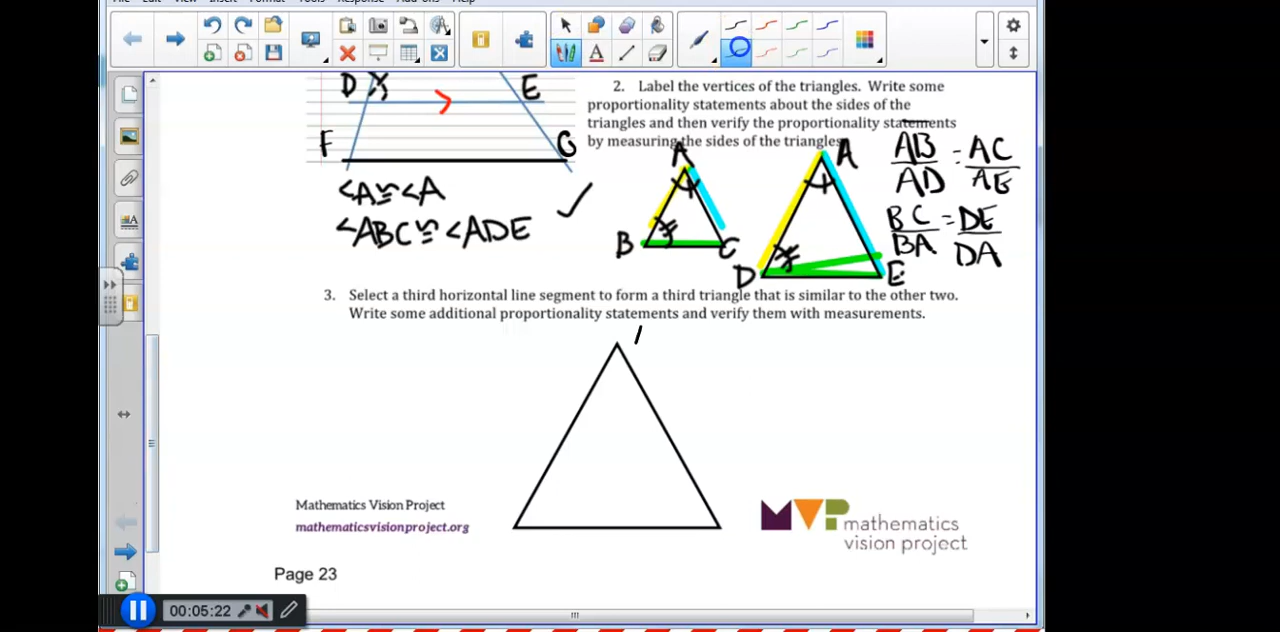 D X E
F G
2. Label the vertices of the triangles. Write some
proportionality statements about the sides of the
triangles and then verify the proportionality statements
by measuring the sides of the triangles.
<A≅<A
<ABC≅<ADE
A
B C
A
D E
AB/AD = AC/AE
BC/BA = DE/DA
3. Select a third horizontal line segment to form a third triangle that is similar to the other two.
Write some additional proportionality statements and verify them with measurements.
Mathematics Vision Project
mathematicsvisionproject.org
MVP mathematics
vision project
Page 23
00:05:22